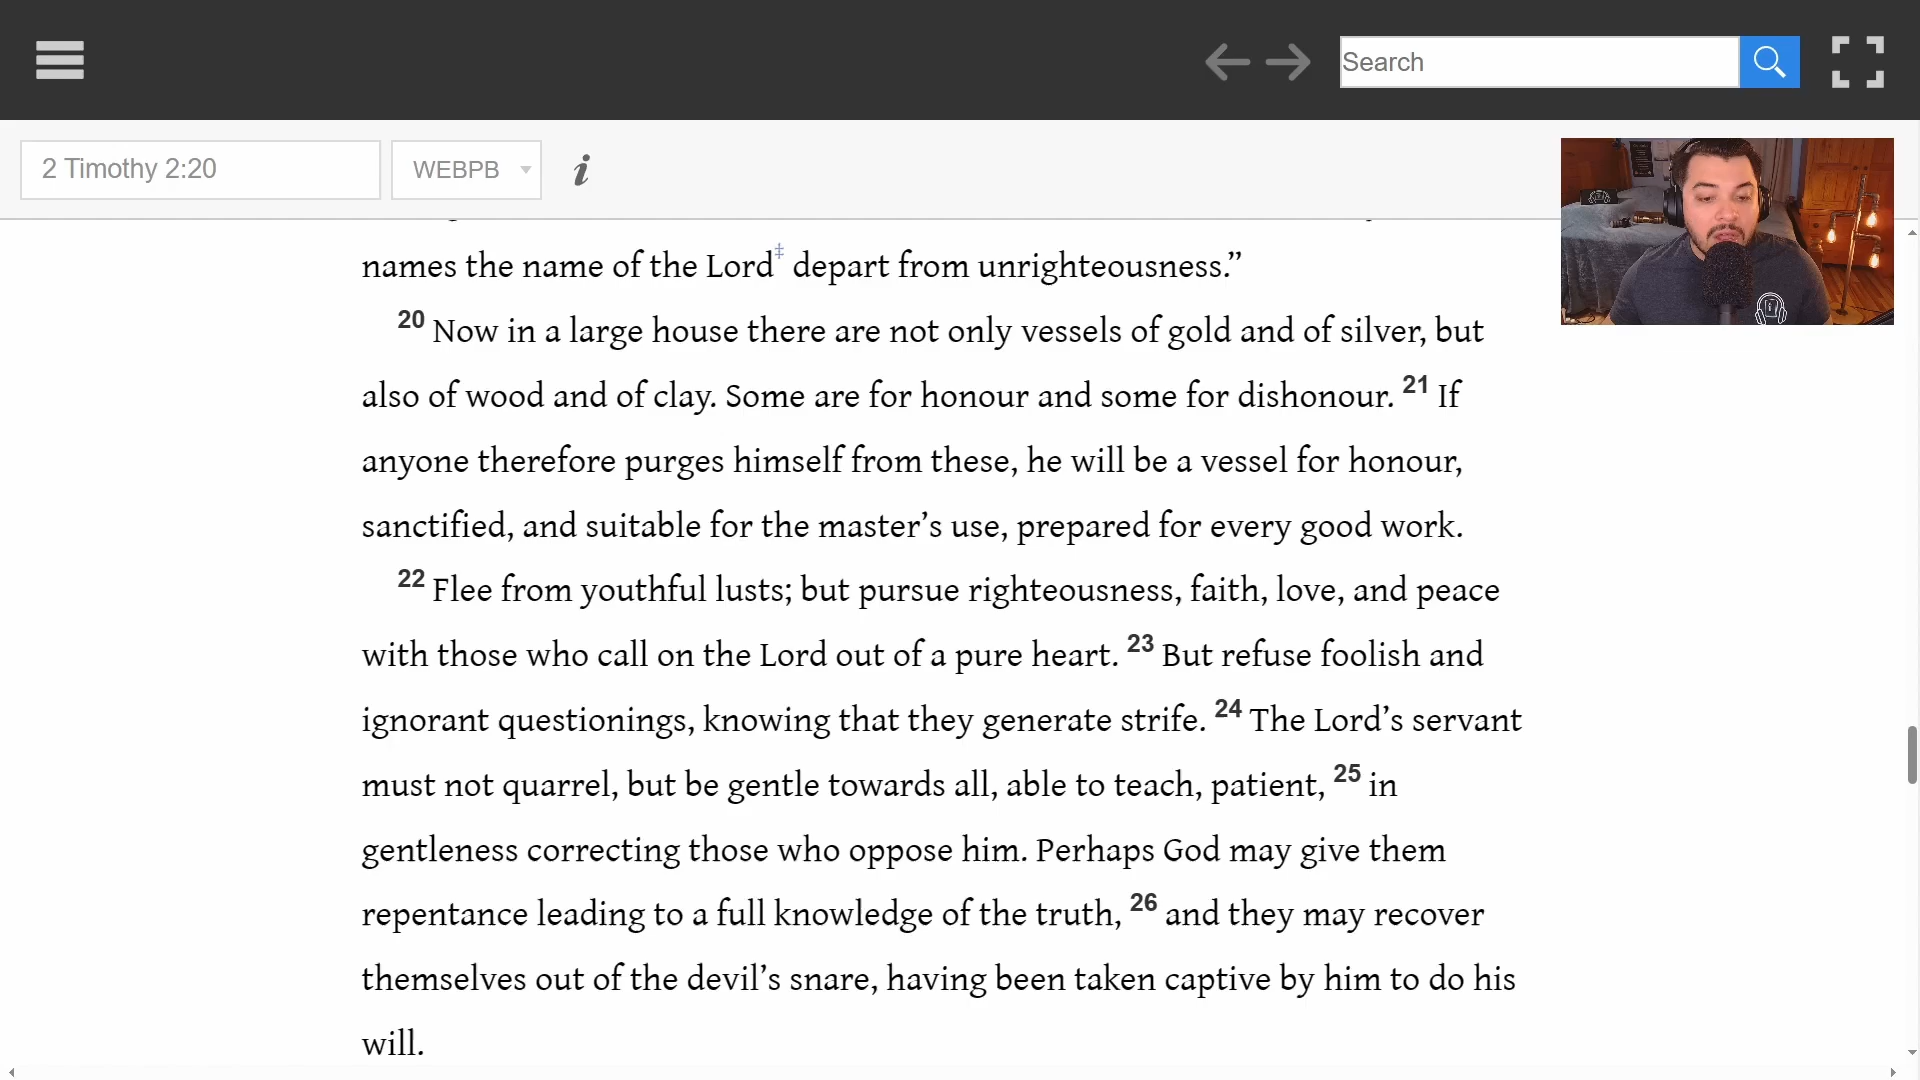 Search
2 Timothy 2:20
WEBPB
i
names the name of the Lord‡ depart from unrighteousness.”
20 Now in a large house there are not only vessels of gold and of silver, but
also of wood and of clay. Some are for honour and some for dishonour. 21 If
anyone therefore purges himself from these, he will be a vessel for honour,
sanctified, and suitable for the master’s use, prepared for every good work.
22 Flee from youthful lusts; but pursue righteousness, faith, love, and peace
with those who call on the Lord out of a pure heart. 23 But refuse foolish and
ignorant questionings, knowing that they generate strife. 24 The Lord’s servant
must not quarrel, but be gentle towards all, able to teach, patient, 25 in
gentleness correcting those who oppose him. Perhaps God may give them
repentance leading to a full knowledge of the truth, 26 and they may recover
themselves out of the devil’s snare, having been taken captive by him to do his
will.